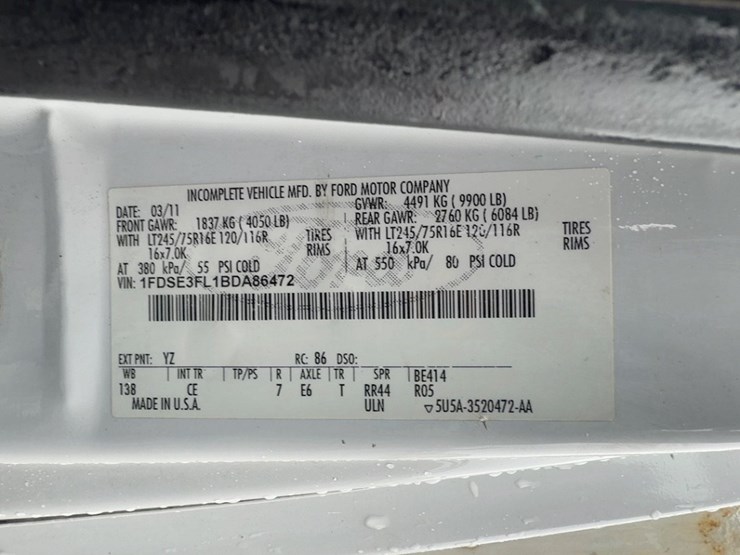 INCOMPLETE VEHICLE MFD. BY FORD MOTOR COMPANY
DATE: 03/11 GVWR: 4491 KG ( 9900 LB)
FRONT GAWR: 1837 KG ( 4050 LB) REAR GAWR: 2760 KG ( 6084 LB)
WITH LT245/75R16E 120/116R TIRES WITH LT245/75R16E 120/116R TIRES
16x7.0K RIMS 16x7.0K RIMS
AT 380 kPa/ 55 PSI COLD AT 550 kPa/ 80 PSI COLD
VIN: 1FDSE3FL1BDA86472
EXT PNT: YZ RC: 86 DSO:
WB INT TR TP/PS R AXLE TR SPR BE414
138 CE 7 E6 T RR44 R05
MADE IN U.S.A. ULN ▽5U5A-3520472-AA